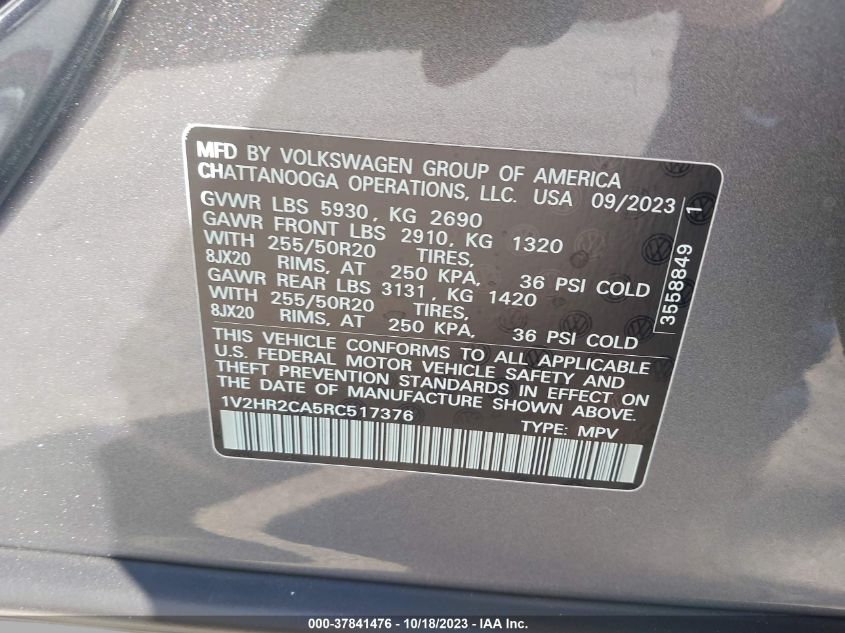 MFD BY VOLKSWAGEN GROUP OF AMERICA
CHATTANOOGA OPERATIONS, LLC. USA 09/2023
GVWR LBS 5930, KG 2690
GAWR FRONT LBS 2910, KG 1320
WITH 255/50R20 TIRES,
8JX20 RIMS, AT 250 KPA, 36 PSI COLD
GAWR REAR LBS 3131, KG 1420
WITH 255/50R20 TIRES,
8JX20 RIMS, AT 250 KPA, 36 PSI COLD
THIS VEHICLE CONFORMS TO ALL APPLICABLE
U.S. FEDERAL MOTOR VEHICLE SAFETY AND
THEFT PREVENTION STANDARDS IN EFFECT ON
THE DATE OF MANUFACTURE SHOWN ABOVE.
1V2HR2CA5RC517376 TYPE: MPV
3558849 1
000-37841476 - 10/18/2023 - IAA Inc.